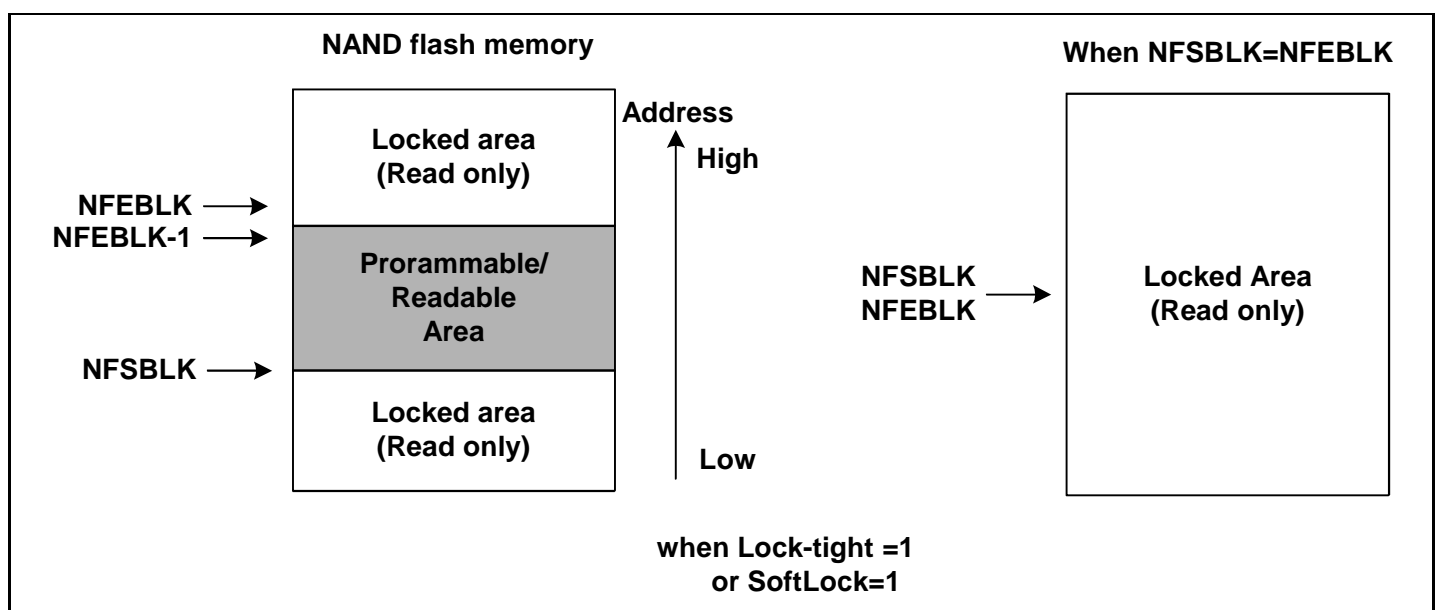 NAND flash memory
When NFSBLK=NFEBLK
Address
High
Locked area
(Read only)
NFEBLK
NFEBLK-1
Prorammable/
Readable
Area
NFSBLK
Locked area
(Read only)
Low
NFSBLK
NFEBLK
Locked Area
(Read only)
when Lock-tight =1
or SoftLock=1